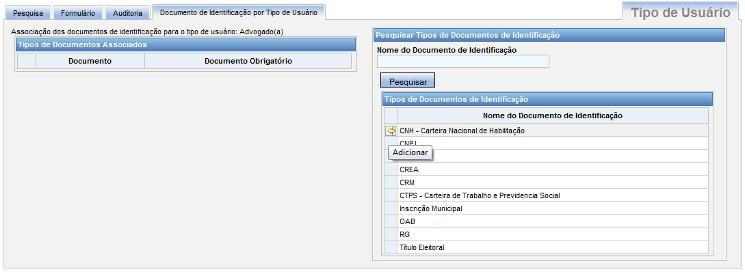 Pesquisa Formulário Auditoria Documento de Identificação por Tipo de Usuário
Tipo de Usuário
Associação dos documentos de identificação para o tipo de usuário: Advogado(a)
Tipos de Documentos Associados
Documento Documento Obrigatório
Pesquisar Tipos de Documentos de Identificação
Nome do Documento de Identificação
Pesquisar
Tipos de Documentos de Identificação
Nome do Documento de Identificação
CNH - Carteira Nacional de Habilitação
CNPJ
Adicionar
CREA
CRM
CTPS - Carteira de Trabalho e Previdencia Social
Inscrição Municipal
OAB
RG
Título Eleitoral